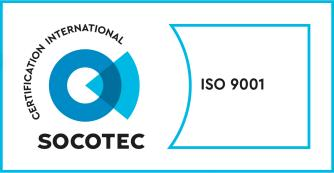 CERTIFICATION INTERNATIONAL
SOCOTEC
ISO 9001